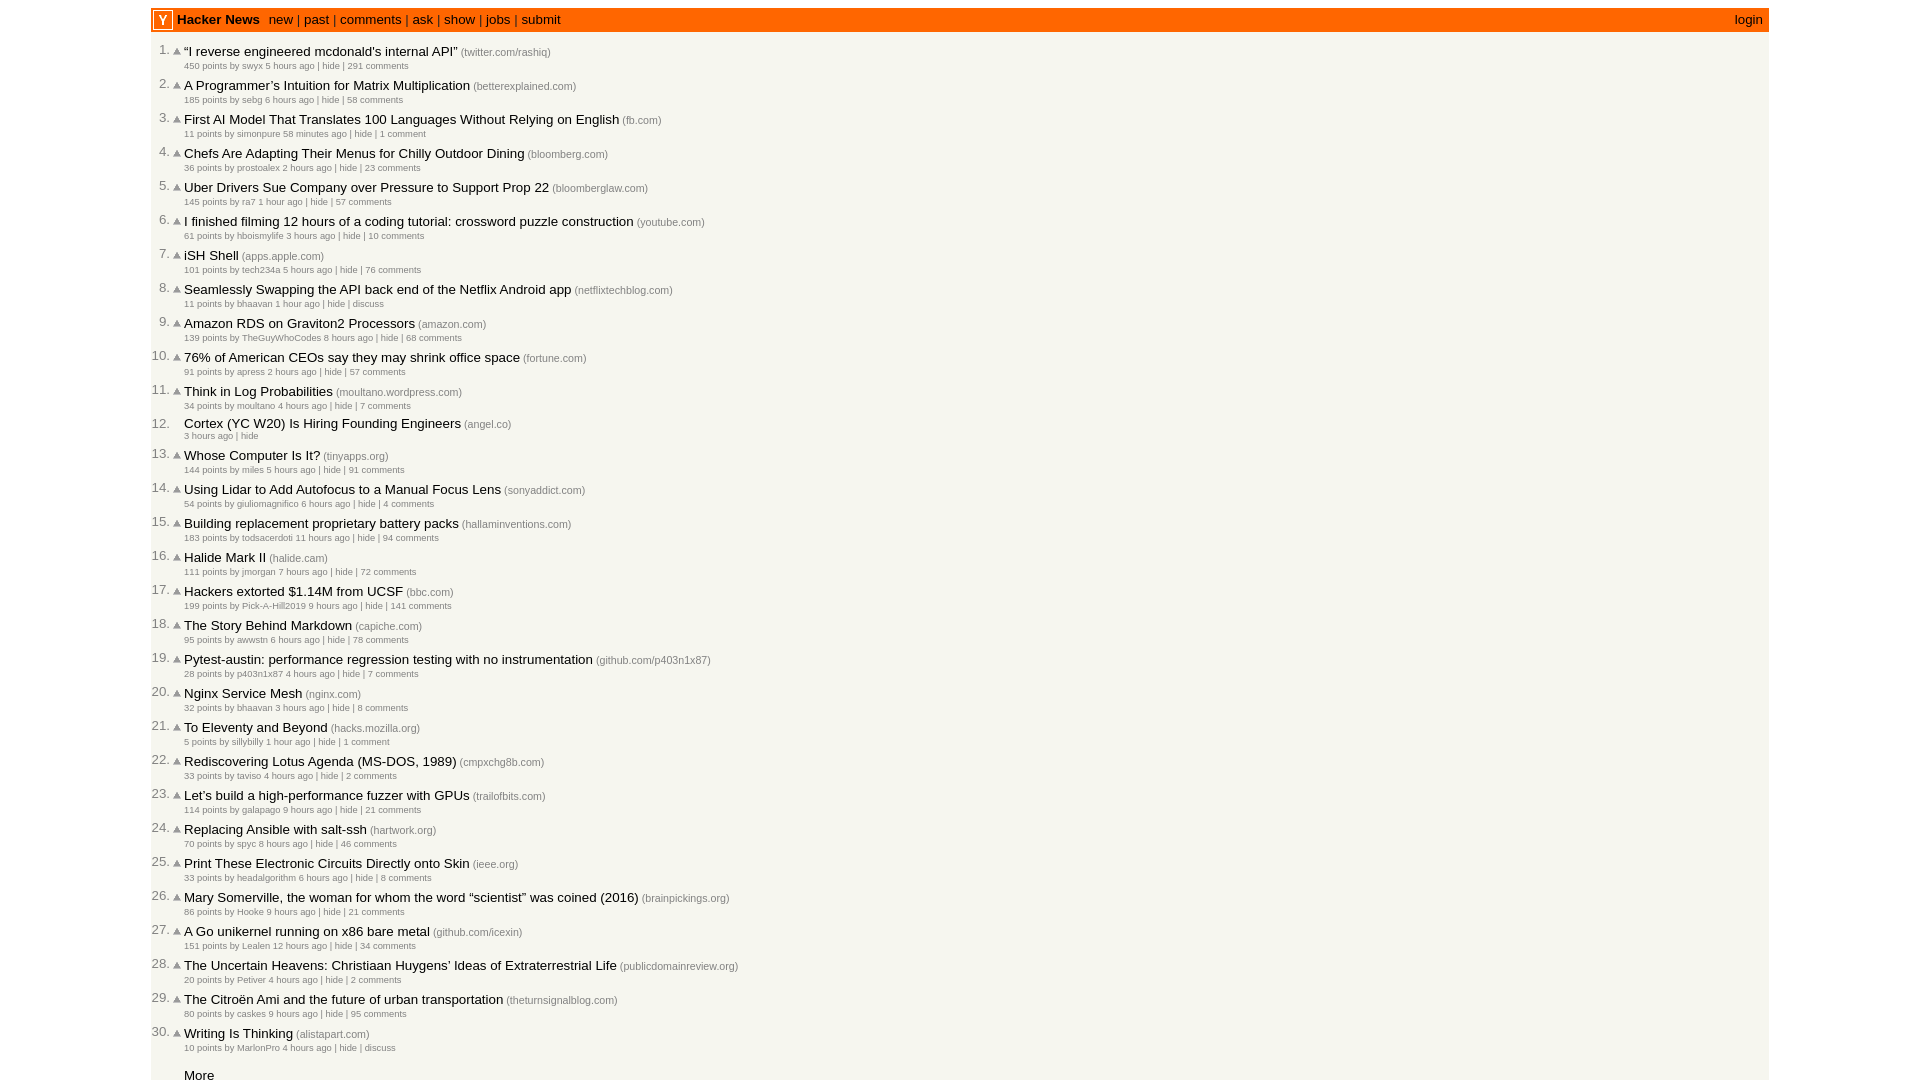 Y Hacker News new | past | comments | ask | show | jobs | submit login
1. “I reverse engineered mcdonald's internal API” (twitter.com/rashiq)
450 points by swyx 5 hours ago | hide | 291 comments
2. A Programmer’s Intuition for Matrix Multiplication (betterexplained.com)
185 points by sebg 6 hours ago | hide | 58 comments
3. First AI Model That Translates 100 Languages Without Relying on English (fb.com)
11 points by simonpure 58 minutes ago | hide | 1 comment
4. Chefs Are Adapting Their Menus for Chilly Outdoor Dining (bloomberg.com)
36 points by prostoalex 2 hours ago | hide | 23 comments
5. Uber Drivers Sue Company over Pressure to Support Prop 22 (bloomberglaw.com)
145 points by ra7 1 hour ago | hide | 57 comments
6. I finished filming 12 hours of a coding tutorial: crossword puzzle construction (youtube.com)
61 points by hboismylife 3 hours ago | hide | 10 comments
7. iSH Shell (apps.apple.com)
101 points by tech234a 5 hours ago | hide | 76 comments
8. Seamlessly Swapping the API back end of the Netflix Android app (netflixtechblog.com)
11 points by bhaavan 1 hour ago | hide | discuss
9. Amazon RDS on Graviton2 Processors (amazon.com)
139 points by TheGuyWhoCodes 8 hours ago | hide | 68 comments
10. 76% of American CEOs say they may shrink office space (fortune.com)
91 points by apress 2 hours ago | hide | 57 comments
11. Think in Log Probabilities (moultano.wordpress.com)
34 points by moultano 4 hours ago | hide | 7 comments
12. Cortex (YC W20) Is Hiring Founding Engineers (angel.co)
3 hours ago | hide
13. Whose Computer Is It? (tinyapps.org)
144 points by miles 5 hours ago | hide | 91 comments
14. Using Lidar to Add Autofocus to a Manual Focus Lens (sonyaddict.com)
54 points by giuliomagnifico 6 hours ago | hide | 4 comments
15. Building replacement proprietary battery packs (hallaminventions.com)
183 points by todsacerdoti 11 hours ago | hide | 94 comments
16. Halide Mark II (halide.cam)
111 points by jmorgan 7 hours ago | hide | 72 comments
17. Hackers extorted $1.14M from UCSF (bbc.com)
199 points by Pick-A-Hill2019 9 hours ago | hide | 141 comments
18. The Story Behind Markdown (capiche.com)
95 points by awwstn 6 hours ago | hide | 78 comments
19. Pytest-austin: performance regression testing with no instrumentation (github.com/p403n1x87)
28 points by p403n1x87 4 hours ago | hide | 7 comments
20. Nginx Service Mesh (nginx.com)
32 points by bhaavan 3 hours ago | hide | 8 comments
21. To Eleventy and Beyond (hacks.mozilla.org)
5 points by sillybilly 1 hour ago | hide | 1 comment
22. Rediscovering Lotus Agenda (MS-DOS, 1989) (cmpxchg8b.com)
33 points by taviso 4 hours ago | hide | 2 comments
23. Let’s build a high-performance fuzzer with GPUs (trailofbits.com)
114 points by galapago 9 hours ago | hide | 21 comments
24. Replacing Ansible with salt-ssh (hartwork.org)
70 points by spyc 8 hours ago | hide | 46 comments
25. Print These Electronic Circuits Directly onto Skin (ieee.org)
33 points by headalgorithm 6 hours ago | hide | 8 comments
26. Mary Somerville, the woman for whom the word “scientist” was coined (2016) (brainpickings.org)
86 points by Hooke 9 hours ago | hide | 21 comments
27. A Go unikernel running on x86 bare metal (github.com/icexin)
151 points by Lealen 12 hours ago | hide | 34 comments
28. The Uncertain Heavens: Christiaan Huygens’ Ideas of Extraterrestrial Life (publicdomainreview.org)
20 points by Petiver 4 hours ago | hide | 2 comments
29. The Citroën Ami and the future of urban transportation (theturnsignalblog.com)
80 points by caskes 9 hours ago | hide | 95 comments
30. Writing Is Thinking (alistapart.com)
10 points by MarlonPro 4 hours ago | hide | discuss
More